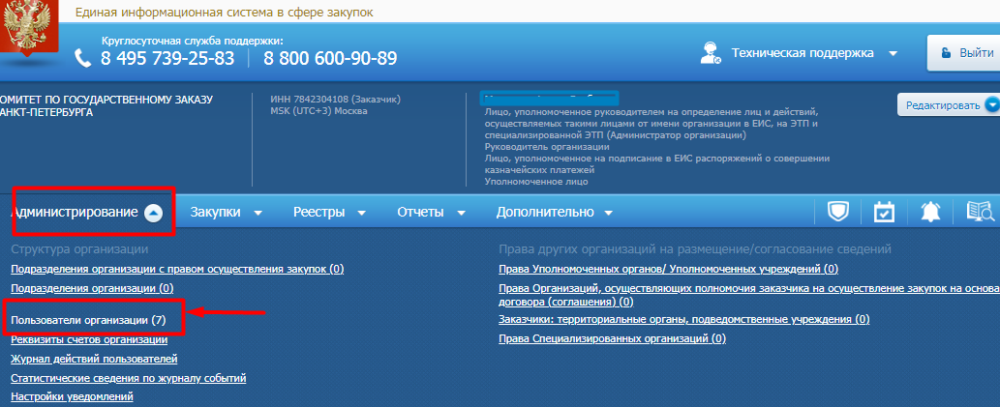 Единая информационная система в сфере закупок
Круглосуточная служба поддержки:
8 495 739-25-83 8 800 600-90-89
Техническая поддержка
Выйти
ОМИТЕТ ПО ГОСУДАРСТВЕННОМУ ЗАКАЗУ
АНКТ-ПЕТЕРБУРГА
ИНН 7842304108 (Заказчик)
MSK (UTC+3) Москва
Лицо, уполномоченное руководителем на определение лиц и действий,
осуществляемых такими лицами от имени организации в ЕИС, на ЭТП и
специализированной ЭТП (Администратор организации)
Руководитель организации
Лицо, уполномоченное на подписание в ЕИС распоряжений о совершении
казначейских платежей
Уполномоченное лицо
Редактировать
Администрирование
Закупки
Реестры
Отчеты
Дополнительно
Структура организации
Подразделения организации с правом осуществления закупок (0)
Подразделения организации (0)
Пользователи организации (7)
Реквизиты счетов организации
Журнал действий пользователей
Статистические сведения по журналу событий
Настройки уведомлений
Права других организаций на размещение/согласование сведений
Права Уполномоченных органов/ Уполномоченных учреждений (0)
Права Организаций, осуществляющих полномочия заказчика на осуществление закупок на основа
договора (соглашения) (0)
Заказчики: территориальные органы, подведомственные учреждения (0)
Права Специализированных организаций (0)